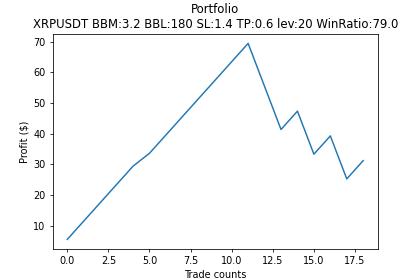 Portfolio
XRPUSDT BBM:3.2 BBL:180 SL:1.4 TP:0.6 lev:20 WinRatio:79.0
70
60
50
40
30
20
10
Profit ($)
0.0 2.5 5.0 7.5 10.0 12.5 15.0 17.5
Trade counts